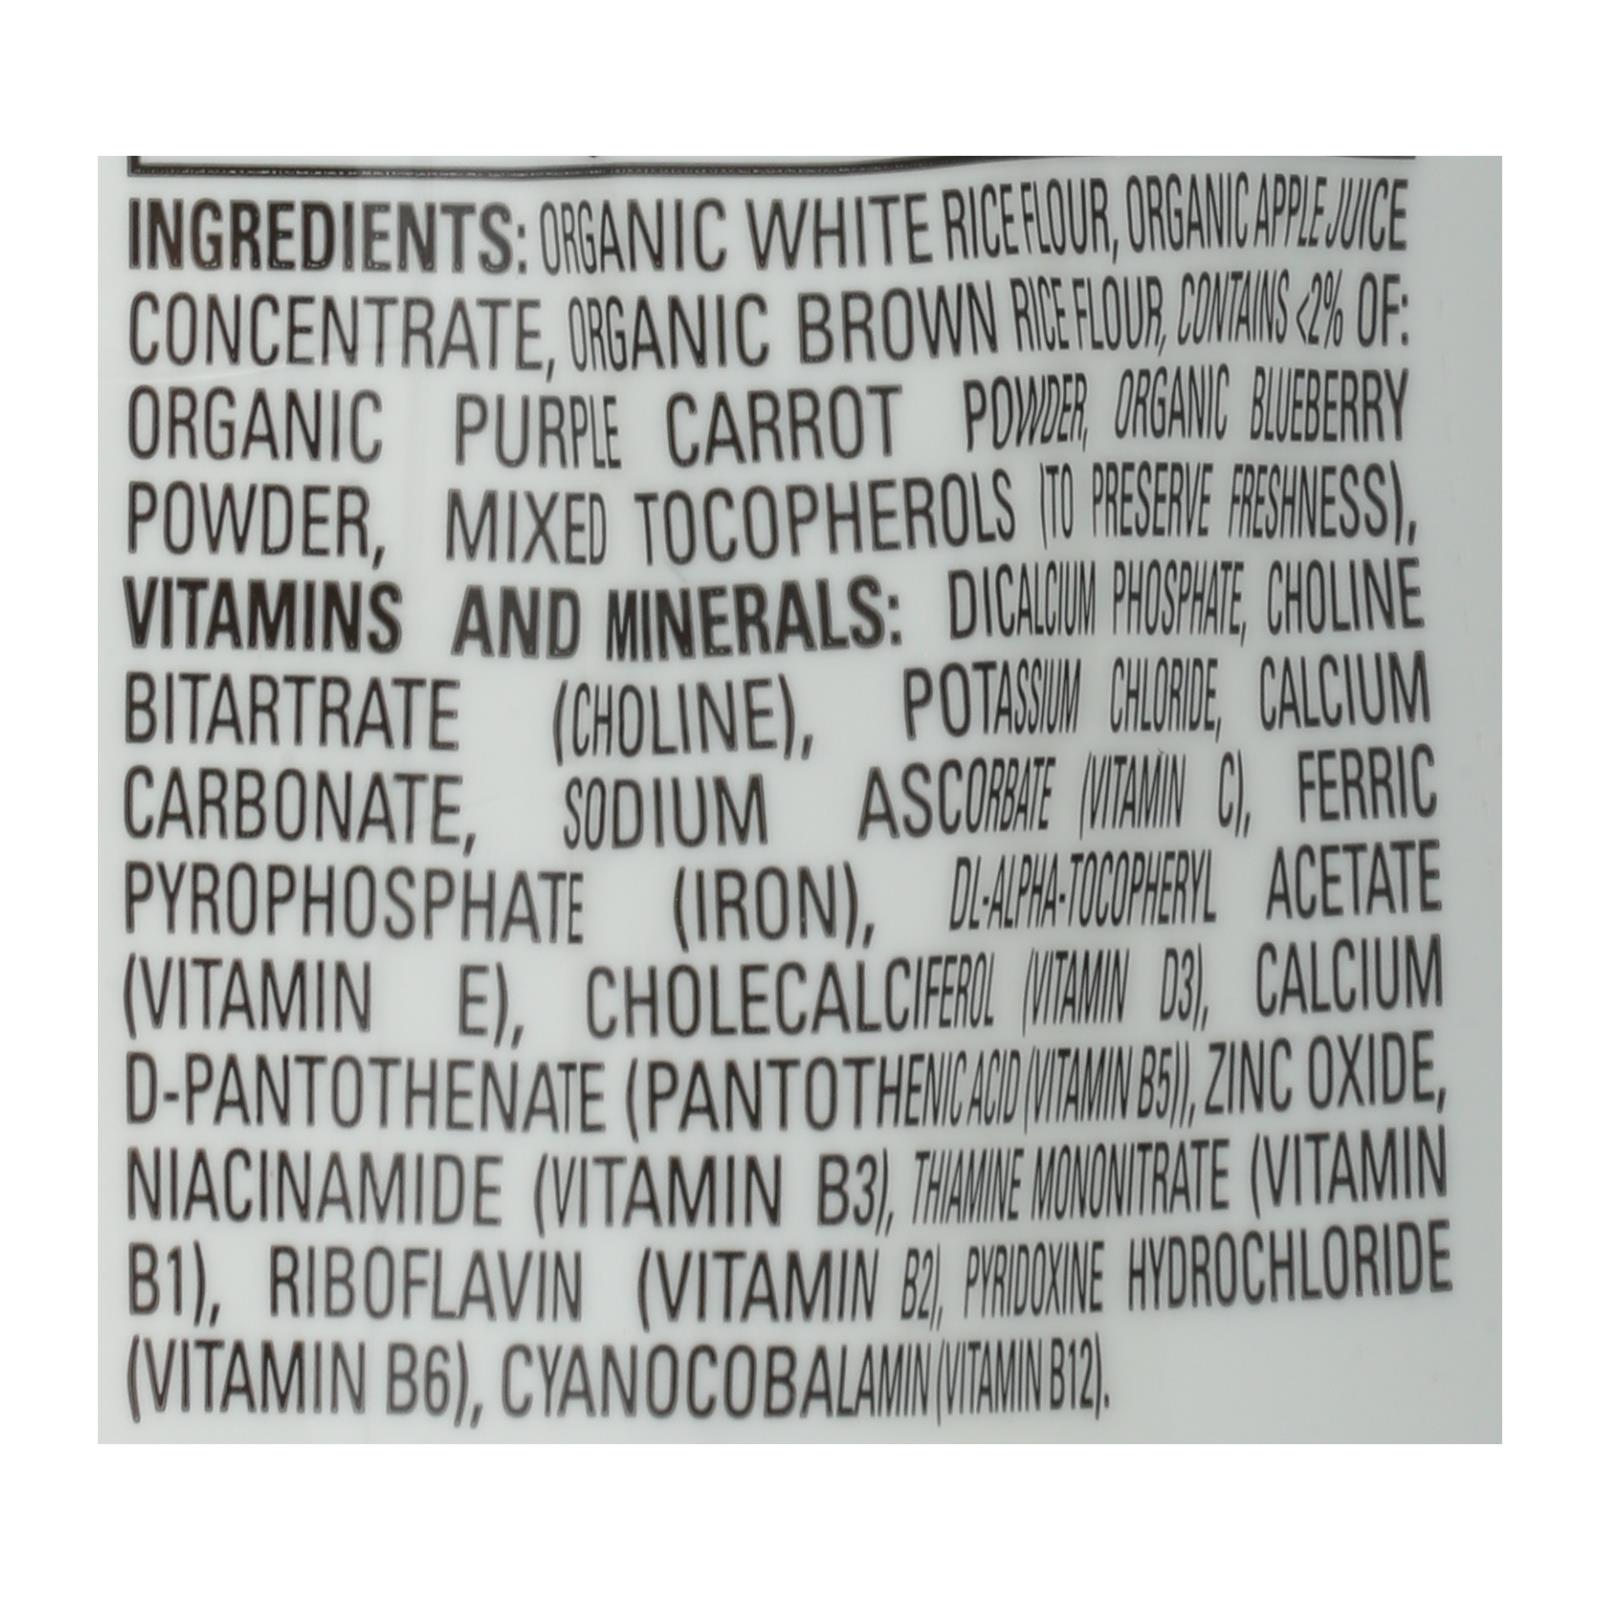 INGREDIENTS: ORGANIC WHITE RICE FLOUR, ORGANIC APPLE JUICE
CONCENTRATE, ORGANIC BROWN RICE FLOUR, CONTAINS <2% OF:
ORGANIC PURPLE CARROT POWDER, ORGANIC BLUEBERRY
POWDER, MIXED TOCOPHEROLS (TO PRESERVE FRESHNESS),
VITAMINS AND MINERALS: DICALCIUM PHOSPHATE, CHOLINE
BITARTRATE (CHOLINE), POTASSIUM CHLORIDE, CALCIUM
CARBONATE, SODIUM ASCORBATE (VITAMIN C), FERRIC
PYROPHOSPHATE (IRON), DL-ALPHA-TOCOPHERYL ACETATE
(VITAMIN E), CHOLECALCIFEROL (VITAMIN D3), CALCIUM
D-PANTOTHENATE (PANTOTHENIC ACID (VITAMIN B5)), ZINC OXIDE,
NIACINAMIDE (VITAMIN B3), THIAMINE MONONITRATE (VITAMIN
B1), RIBOFLAVIN (VITAMIN B2), PYRIDOXINE HYDROCHLORIDE
(VITAMIN B6), CYANOCOBALAMIN (VITAMIN B12).